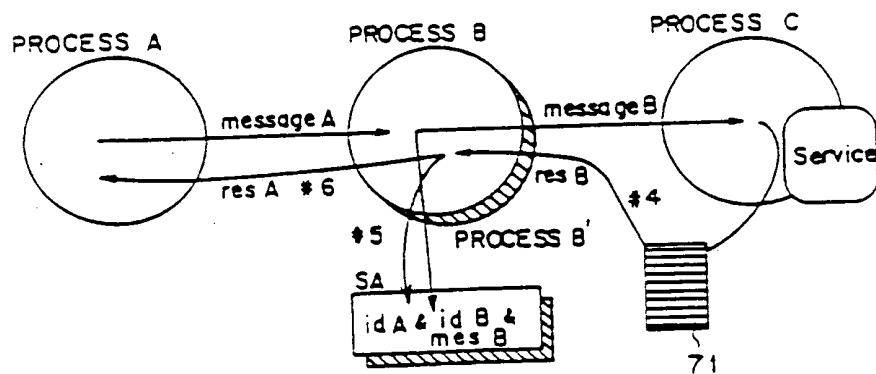 PROCESS A
PROCESS B
PROCESS C
message A
message B
Service
res A #6
res B
#4
#5
PROCESS B'
SA
id A & id B &
mes B
71